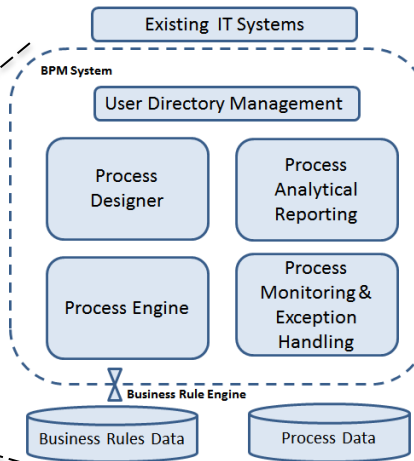 Existing IT Systems
BPM System
User Directory Management
Process
Designer
Process
Analytical
Reporting
Process Engine
Process
Monitoring &
Exception
Handling
Business Rule Engine
Business Rules Data
Process Data